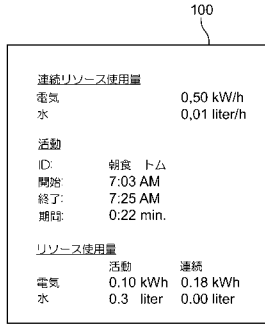 100
連続リソース使用量
電気 0,50 kW/h
水 0,01 liter/h
活動
ID: 朝食 トム
開始: 7:03 AM
終了: 7:25 AM
期間: 0:22 min.
リソース使用量
活動 連続
電気 0.10 kWh 0.18 kWh
水 0.3 liter 0.00 liter